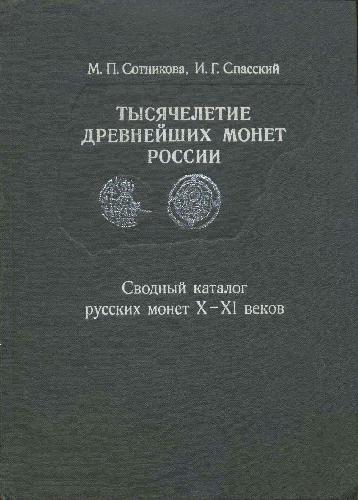 М. П. Сотникова, И. Г. Спасский
ТЫСЯЧЕЛЕТИЕ
ДРЕВНЕЙШИХ МОНЕТ
РОССИИ
Сводный каталог
русских монет X–XI веков